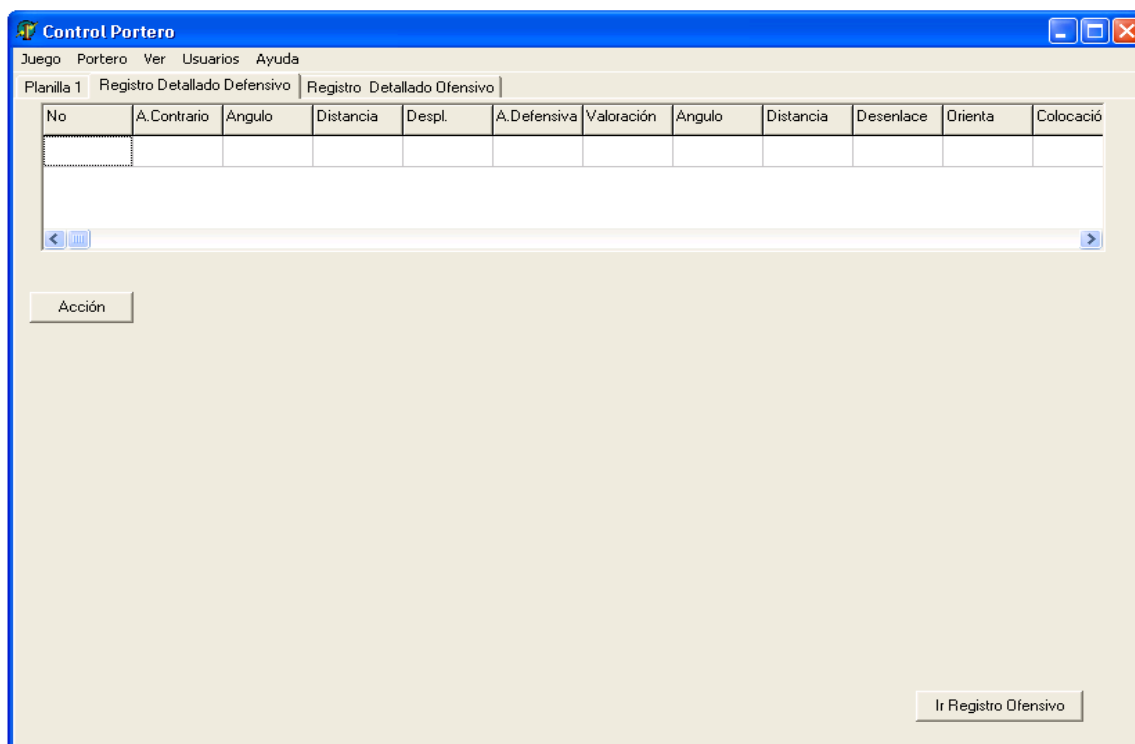 Control Portero
Juego Portero Ver Usuarios Ayuda
Planilla 1 Registro Detallado Defensivo Registro Detallado Ofensivo
No A.Contrario Angulo Distancia Despl. A.Defensiva Valoración Angulo Distancia Desenlace Orienta Colocació
Acción
Ir Registro Ofensivo